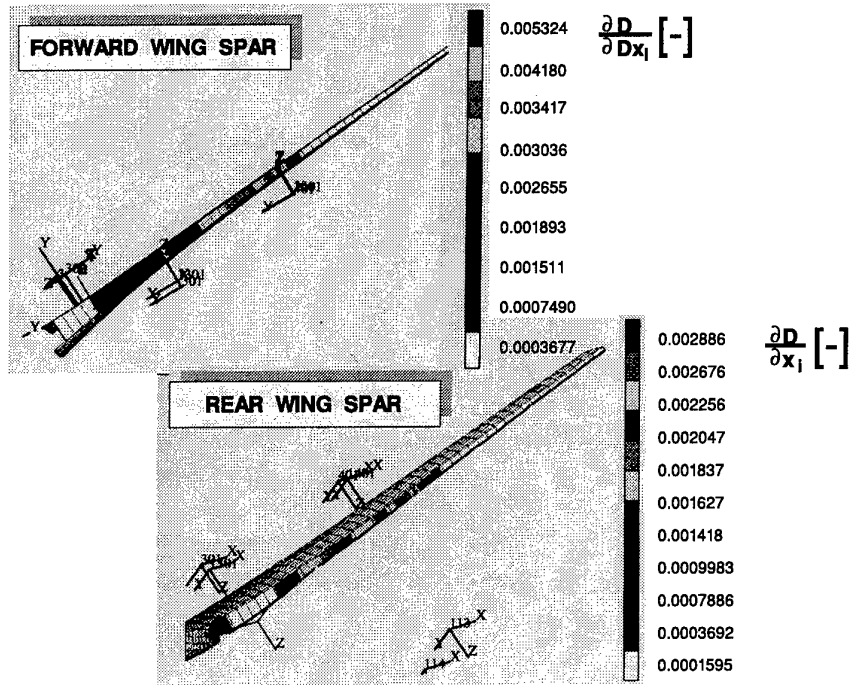 FORWARD WING SPAR
0.005324
0.004180
0.003417
0.003036
0.002655
0.001893
0.001511
0.0007490
0.0003677
∂D
∂Dxi [-]
Z
Y
Y
-Y
REAR WING SPAR
0.002886
0.002676
0.002256
0.002047
0.001837
0.001627
0.001418
0.0009983
0.0007886
0.0003692
0.0001595
∂D
∂xi [-]
X
X
Z
113 X
Z
114 X